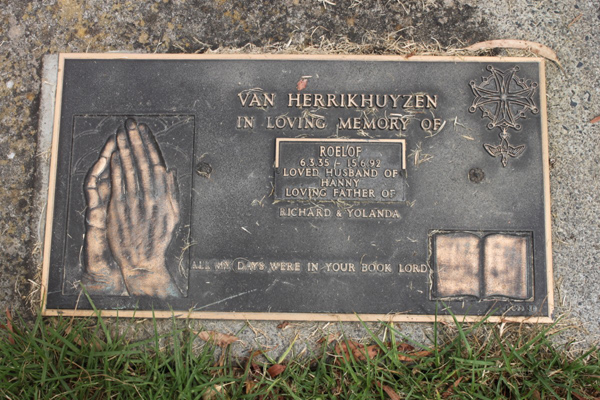 VAN HERRIKHUYZEN
IN LOVING MEMORY OF
ROELOF
6.3.35 - 15.6.92
LOVED HUSBAND OF
HANNY
LOVING FATHER OF
RICHARD & YOLANDA
ALL MY DAYS WERE IN YOUR BOOK LORD